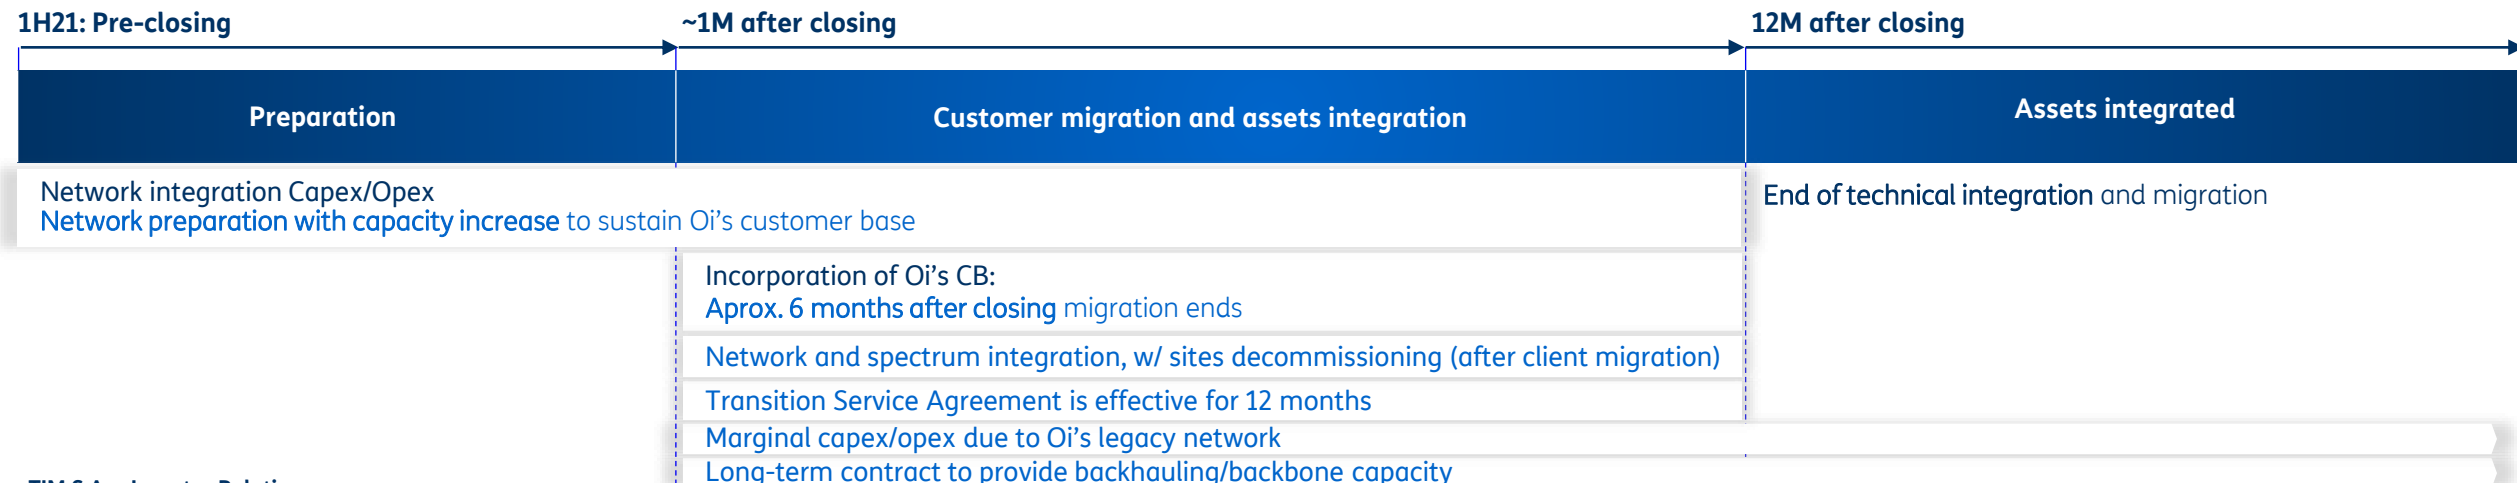 1H21: Pre-closing
~1M after closing
12M after closing
Preparation
Customer migration and assets integration
Assets integrated
Network integration Capex/Opex
Network preparation with capacity increase to sustain Oi’s customer base
End of technical integration and migration
Incorporation of Oi’s CB:
Aprox. 6 months after closing migration ends
Network and spectrum integration, w/ sites decommissioning (after client migration)
Transition Service Agreement is effective for 12 months
Marginal capex/opex due to Oi’s legacy network
Long-term contract to provide backhauling/backbone capacity